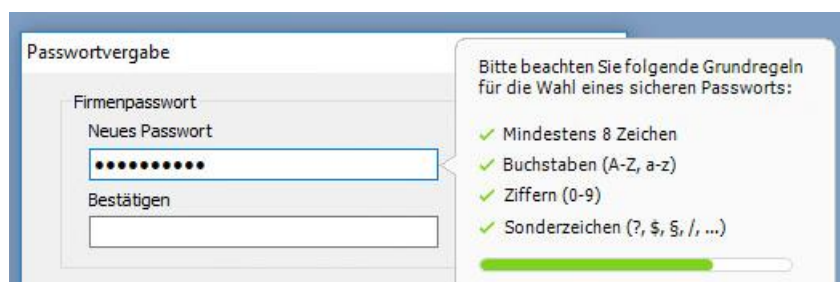 Passwortvergabe
Firmenpasswort
Neues Passwort
●●●●●●●●●●
Bestätigen
Bitte beachten Sie folgende Grundregeln
für die Wahl eines sicheren Passworts:
✓ Mindestens 8 Zeichen
✓ Buchstaben (A-Z, a-z)
✓ Ziffern (0-9)
✓ Sonderzeichen (?, $, §, /, ...)